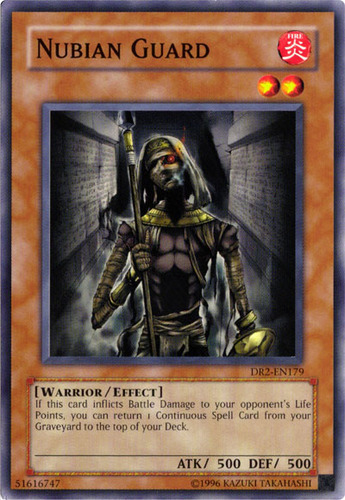 NUBIAN GUARD
FIRE
炎
DR2-EN179
[WARRIOR/EFFECT]
If this card inflicts Battle Damage to your opponent's Life
Points, you can return 1 Continuous Spell Card from your
Graveyard to the top of your Deck.
ATK/ 500 DEF/ 500
51616747
©1996 KAZUKI TAKAHASHI